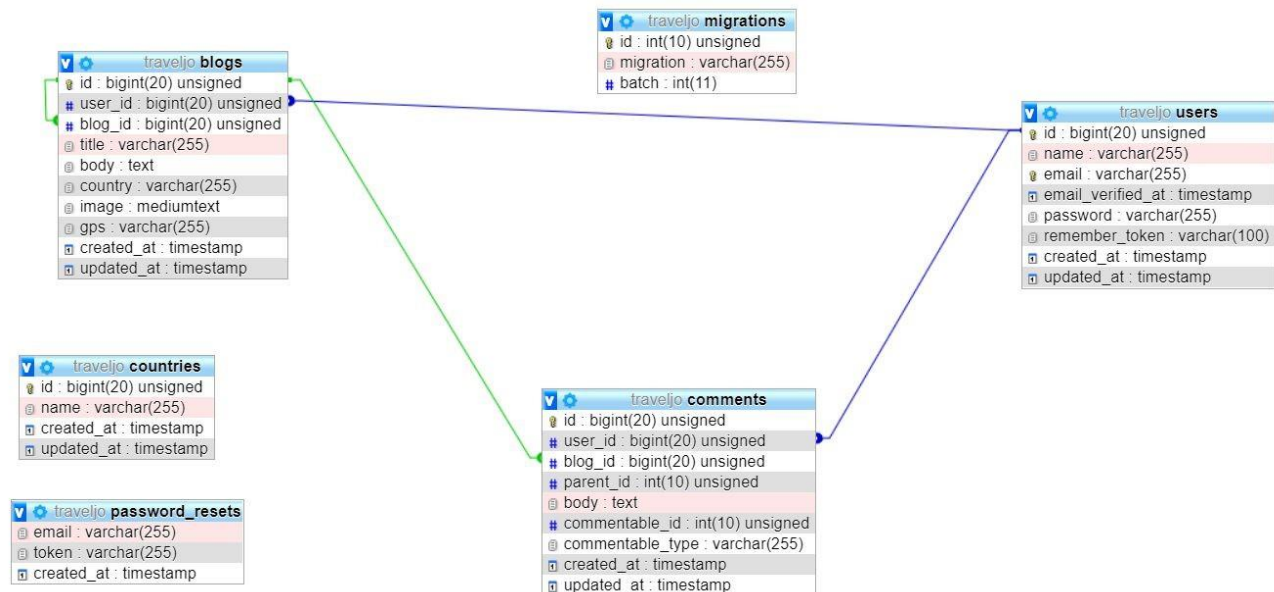 traveljo migrations
id : int(10) unsigned
migration : varchar(255)
batch : int(11)
traveljo blogs
id : bigint(20) unsigned
user_id : bigint(20) unsigned
blog_id : bigint(20) unsigned
title : varchar(255)
body : text
country : varchar(255)
image : mediumtext
gps : varchar(255)
created_at : timestamp
updated_at : timestamp
traveljo users
id : bigint(20) unsigned
name : varchar(255)
email : varchar(255)
email_verified_at : timestamp
password : varchar(255)
remember_token : varchar(100)
created_at : timestamp
updated_at : timestamp
traveljo countries
id : bigint(20) unsigned
name : varchar(255)
created_at : timestamp
updated_at : timestamp
traveljo comments
id : bigint(20) unsigned
user_id : bigint(20) unsigned
blog_id : bigint(20) unsigned
parent_id : int(10) unsigned
body : text
commentable_id : int(10) unsigned
commentable_type : varchar(255)
created_at : timestamp
updated_at : timestamp
traveljo password_resets
email : varchar(255)
token : varchar(255)
created_at : timestamp